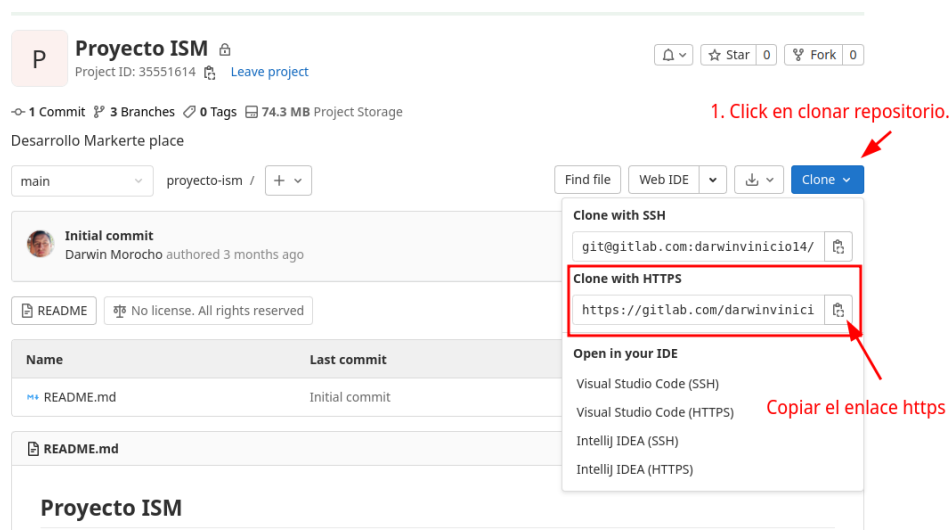 P
Proyecto ISM
Project ID: 35551614 Leave project
Star 0 Fork 0
1 Commit 3 Branches 0 Tags 74.3 MB Project Storage
1. Click en clonar repositorio.
Desarrollo Markerte place
main proyecto-ism / + Find file Web IDE Clone
Clone with SSH
git@gitlab.com:darwinvinicio14/
Clone with HTTPS
https://gitlab.com/darwinvinici
Open in your IDE
Visual Studio Code (SSH)
Visual Studio Code (HTTPS)
IntelliJ IDEA (SSH)
IntelliJ IDEA (HTTPS)
Copiar el enlace https
Initial commit
Darwin Morocho authored 3 months ago
README No license. All rights reserved
Name Last commit
M README.md Initial commit
README.md
Proyecto ISM